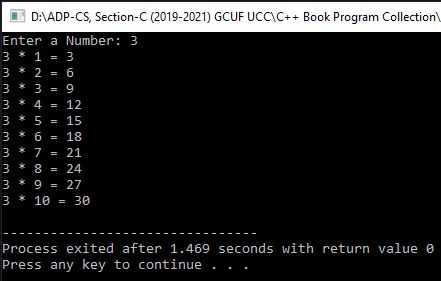 D:\ADP-CS, Section-C (2019-2021) GCUF UCC\C++ Book Program Collection\
Enter a Number: 3
3 * 1 = 3
3 * 2 = 6
3 * 3 = 9
3 * 4 = 12
3 * 5 = 15
3 * 6 = 18
3 * 7 = 21
3 * 8 = 24
3 * 9 = 27
3 * 10 = 30
--------------------------------
Process exited after 1.469 seconds with return value 0
Press any key to continue . . .